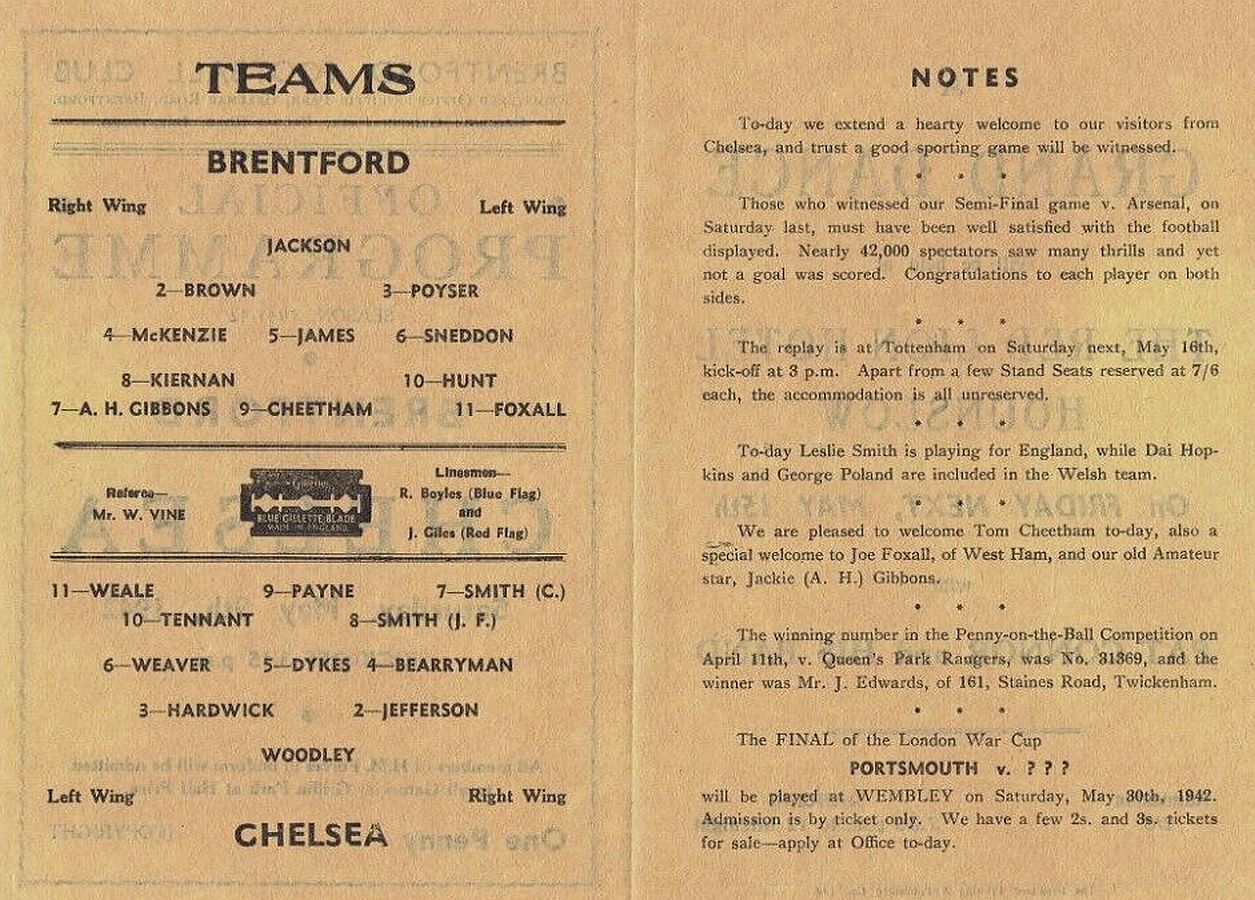 TEAMS
BRENTFORD
Right Wing Left Wing
JACKSON
2—BROWN 3—POYSER
4—McKENZIE 5—JAMES 6—SNEDDON
8—KIERNAN 10—HUNT
7—A. H. GIBBONS 9—CHEETHAM 11—FOXALL
Referee—
Mr. W. VINE
Gillette
BLUE GILLETTE BLADE
MADE IN ENGLAND
Linesmen—
R. Boyles (Blue Flag)
and
J. Giles (Red Flag)
11—WEALE 9—PAYNE 7—SMITH (C.)
10—TENNANT 8—SMITH (J. F.)
6—WEAVER 5—DYKES 4—BEARRYMAN
3—HARDWICK 2—JEFFERSON
WOODLEY
Left Wing Right Wing
CHELSEA
NOTES
To-day we extend a hearty welcome to our visitors from
Chelsea, and trust a good sporting game will be witnessed.
* * *
Those who witnessed our Semi-Final game v. Arsenal, on
Saturday last, must have been well satisfied with the football
displayed. Nearly 42,000 spectators saw many thrills and yet
not a goal was scored. Congratulations to each player on both
sides.
* * *
The replay is at Tottenham on Saturday next, May 16th,
kick-off at 3 p.m. Apart from a few Stand Seats reserved at 7/6
each, the accommodation is all unreserved.
* * *
To-day Leslie Smith is playing for England, while Dai Hop-
kins and George Poland are included in the Welsh team.
* * *
We are pleased to welcome Tom Cheetham to-day, also a
special welcome to Joe Foxall, of West Ham, and our old Amateur
star, Jackie (A. H.) Gibbons.
* * *
The winning number in the Penny-on-the-Ball Competition on
April 11th, v. Queen's Park Rangers, was No. 31369, and the
winner was Mr. J. Edwards, of 161, Staines Road, Twickenham.
* * *
The FINAL of the London War Cup
PORTSMOUTH v. ? ? ?
will be played at WEMBLEY on Saturday, May 30th, 1942.
Admission is by ticket only. We have a few 2s. and 3s. tickets
for sale—apply at Office to-day.